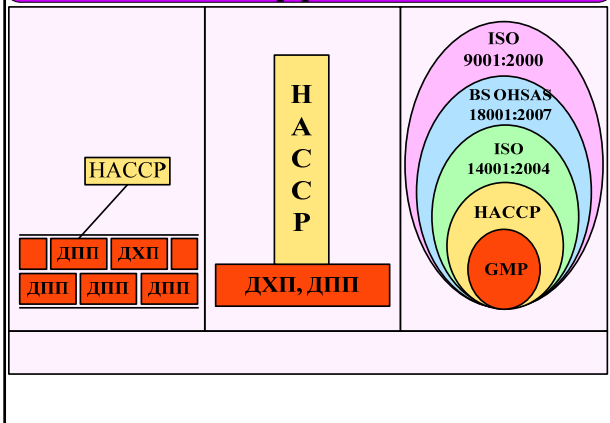 НАССР
ДПП ДХП
ДПП ДПП ДПП
Н
А
С
С
Р
ДХП, ДПП
ISO
9001:2000
BS OHSAS
18001:2007
ISO
14001:2004
НАССР
GMP